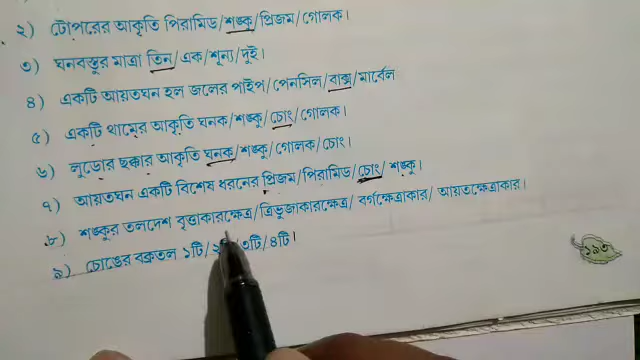 ২) টোপরের আকৃতি পিরামিড/শঙ্কু/প্রিজম/গোলক।
৩) ঘনবস্তুর মাত্রা তিন/এক/শূন্য/দুই।
৪) একটি আয়তঘন হল জলের পাইপ/পেনসিল/বাক্স/মার্বেল
৫) একটি থামের আকৃতি ঘনক/শঙ্কু/চোং/গোলক।
৬) লুডোর ছক্কার আকৃতি ঘনক/শঙ্কু/গোলক/চোং।
৭) আয়তঘন একটি বিশেষ ধরনের প্রিজম/পিরামিড/চোং/শঙ্কু।
৮) শঙ্কুর তলদেশ বৃত্তাকারক্ষেত্র/ত্রিভুজাকারক্ষেত্র/বর্গক্ষেত্রাকার/আয়তক্ষেত্রাকার।
৯) চোঙের বক্রতল ১টি/ /৩টি/৪টি।
১৯৩